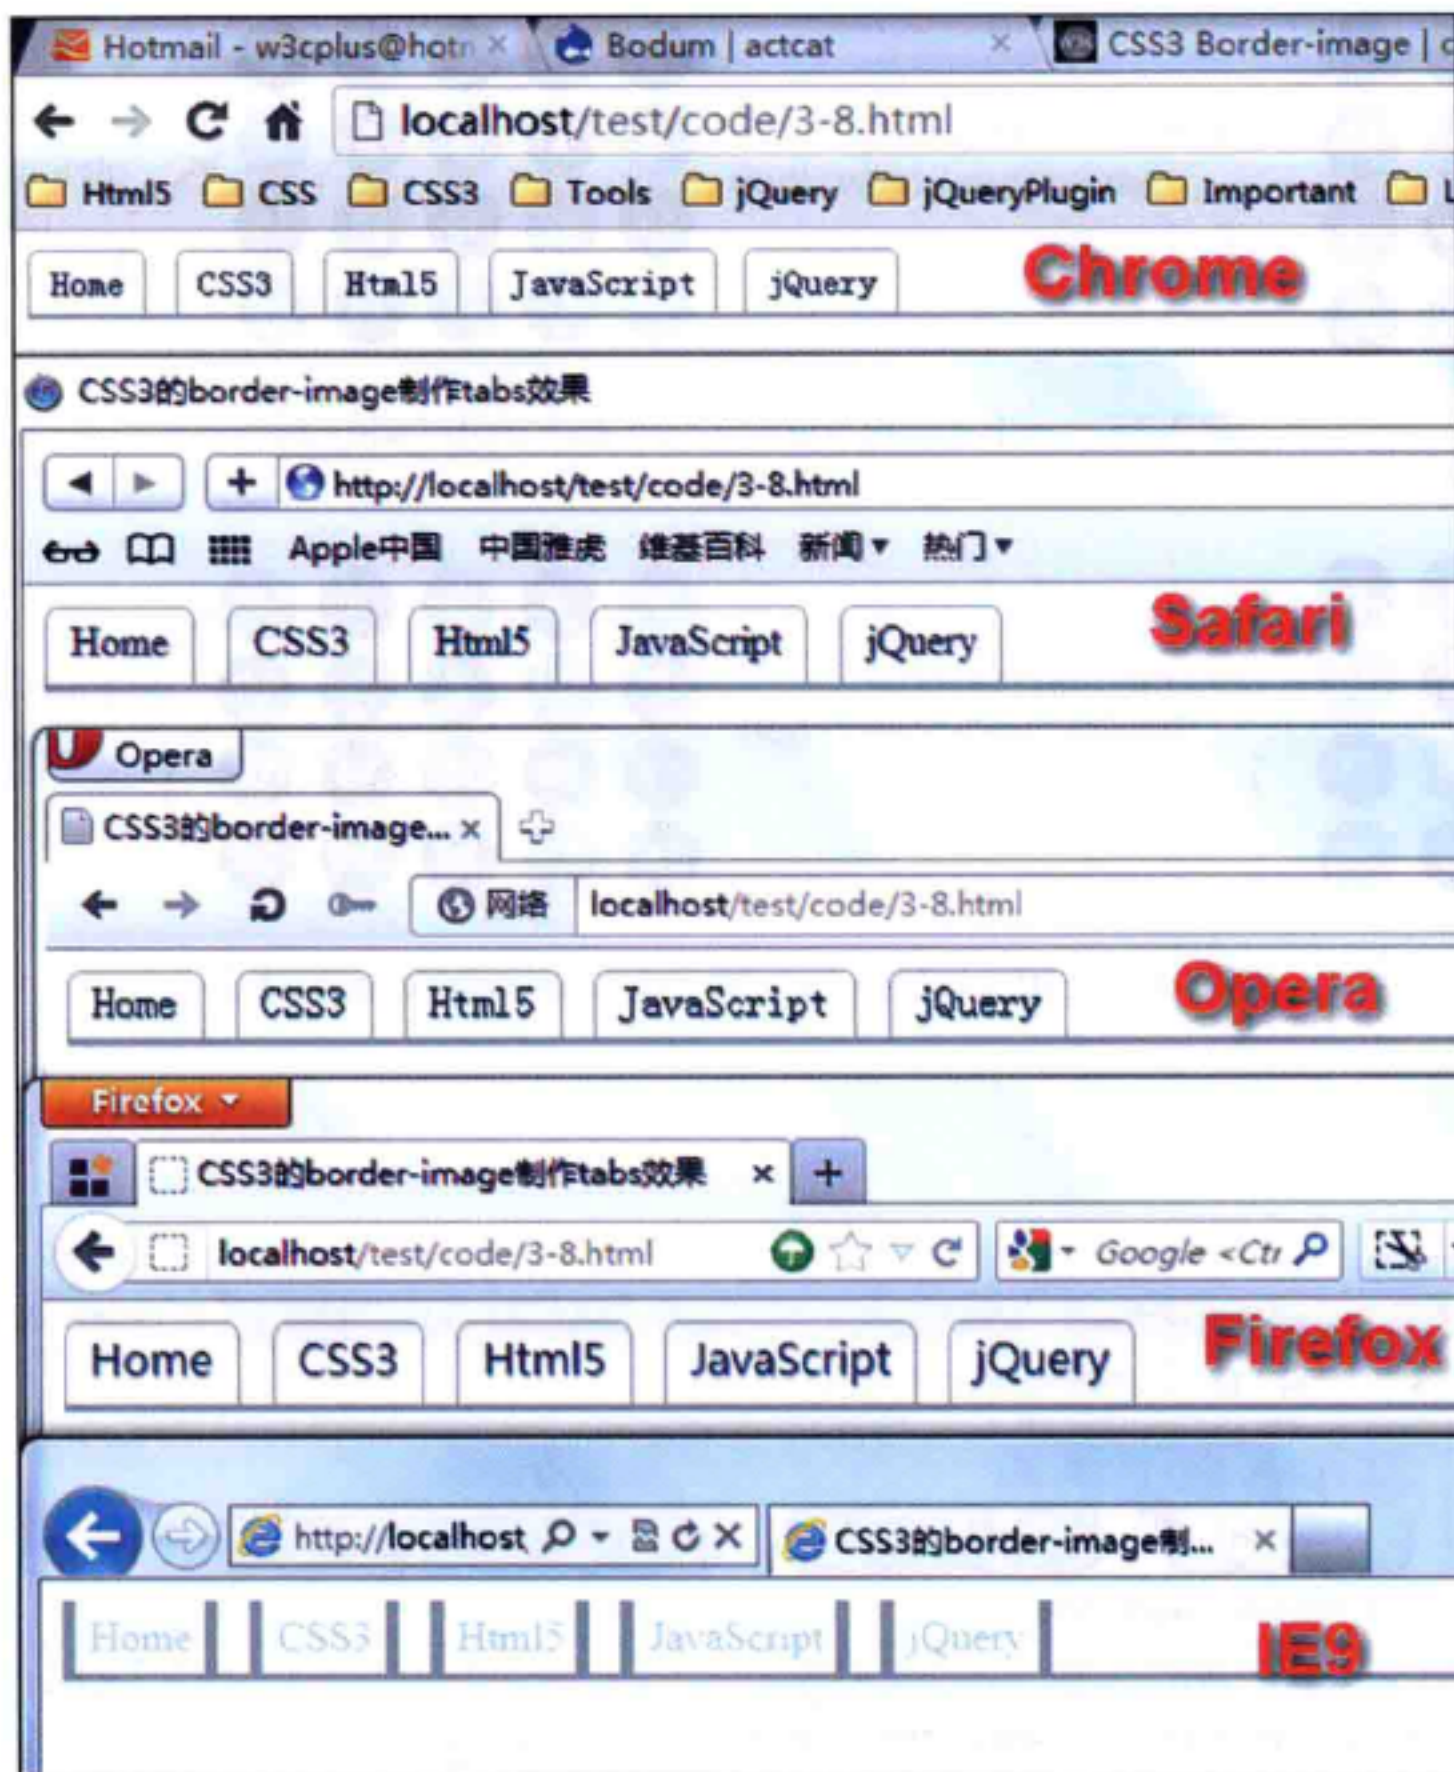 Hotmail - w3cplus@hotm × Bodum | actcat × CSS3 Border-image |
localhost/test/code/3-8.html
Html5 CSS CSS3 Tools jQuery jQueryPlugin Important
Home CSS3 Html5 JavaScript jQuery Chrome
CSS3的border-image制作tabs效果
http://localhost/test/code/3-8.html
Apple中国 中国雅虎 维基百科 新闻▼ 热门▼
Home CSS3 Html5 JavaScript jQuery Safari
Opera
CSS3的border-image... ×
网络 localhost/test/code/3-8.html
Home CSS3 Html5 JavaScript jQuery Opera
Firefox
CSS3的border-image制作tabs效果 × +
localhost/test/code/3-8.html Google <Ctr
Home CSS3 Html5 JavaScript jQuery Firefox
http://localhost CSS3的border-image制... ×
Home CSS3 Html5 JavaScript jQuery IE9